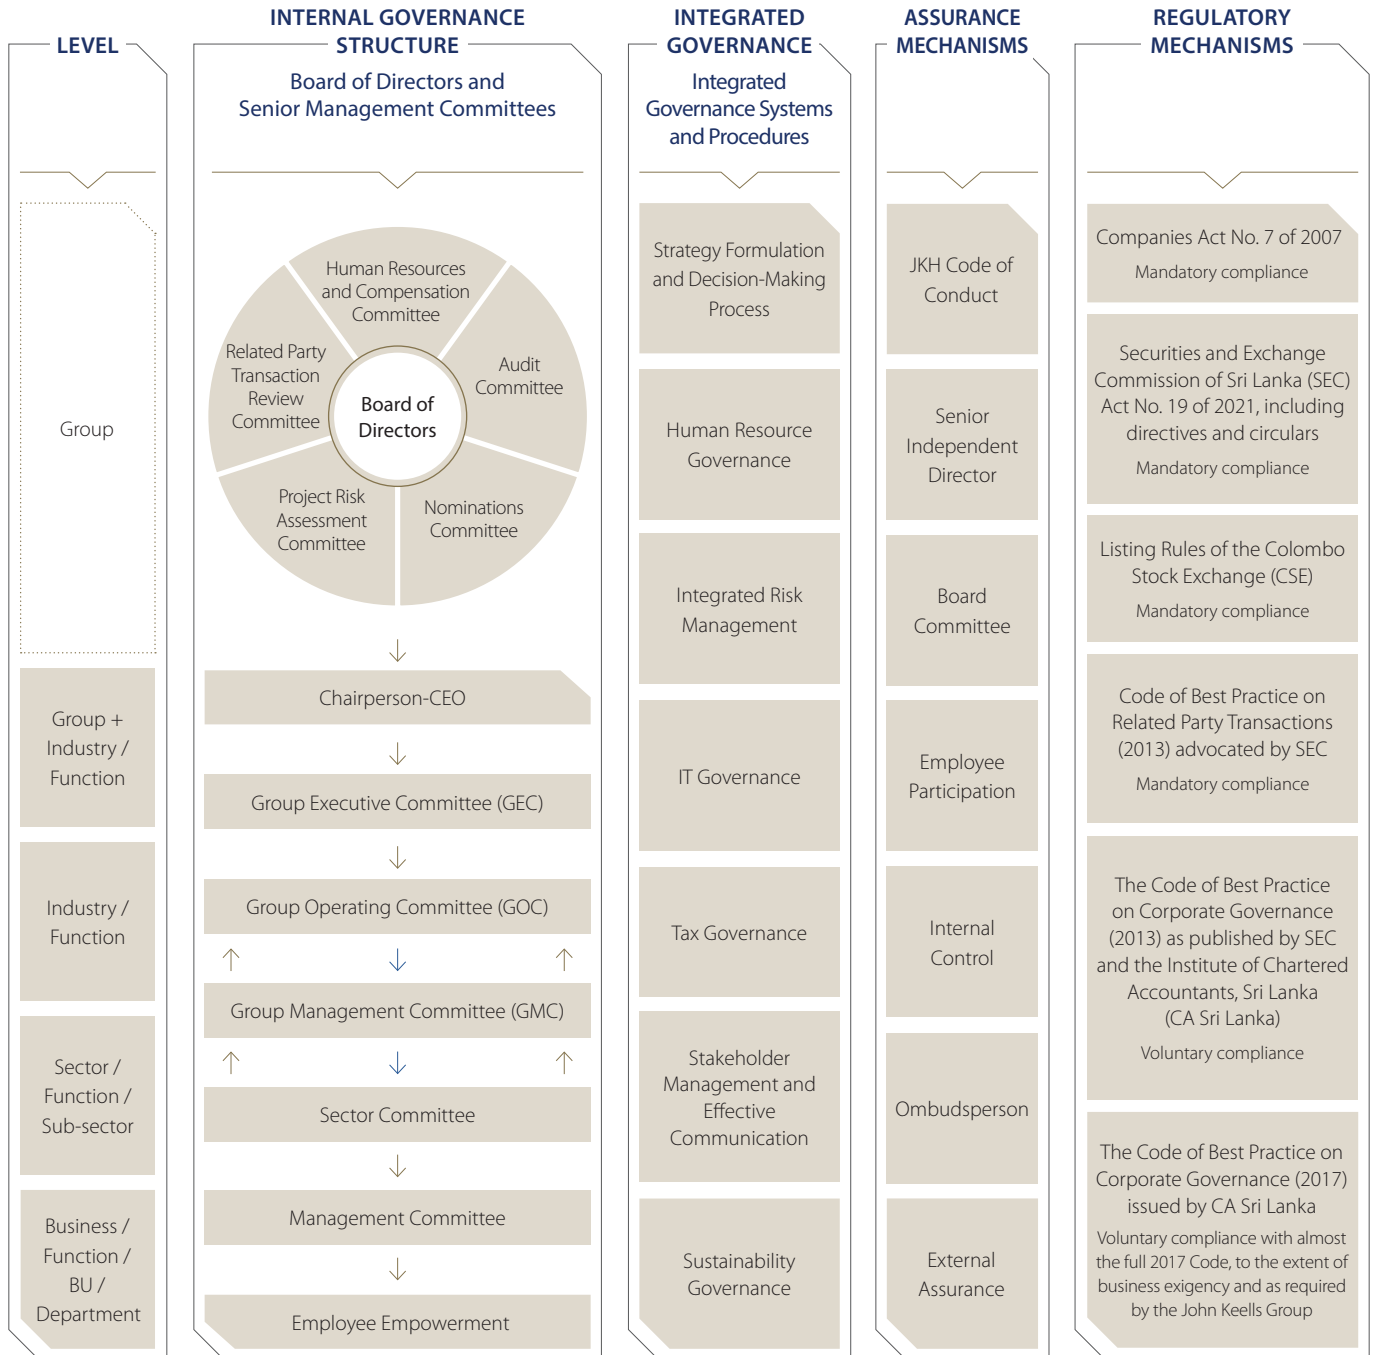 LEVEL
Group
Group +
Industry /
Function
Industry /
Function
Sector /
Function /
Sub-sector
Business /
Function /
BU /
Department
INTERNAL GOVERNANCE
STRUCTURE
Board of Directors and
Senior Management Committees
Human Resources
and Compensation
Committee
Related Party
Transaction
Review
Committee
Audit
Committee
Board of
Directors
Project Risk
Assessment
Committee
Nominations
Committee
Chairperson-CEO
Group Executive Committee (GEC)
Group Operating Committee (GOC)
Group Management Committee (GMC)
Sector Committee
Management Committee
Employee Empowerment
INTEGRATED
GOVERNANCE
Integrated
Governance Systems
and Procedures
Strategy Formulation
and Decision-Making
Process
Human Resource
Governance
Integrated Risk
Management
IT Governance
Tax Governance
Stakeholder
Management and
Effective
Communication
Sustainability
Governance
ASSURANCE
MECHANISMS
JKH Code of
Conduct
Senior
Independent
Director
Board
Committee
Employee
Participation
Internal
Control
Ombudsperson
External
Assurance
REGULATORY
MECHANISMS
Companies Act No. 7 of 2007
Mandatory compliance
Securities and Exchange
Commission of Sri Lanka (SEC)
Act No. 19 of 2021, including
directives and circulars
Mandatory compliance
Listing Rules of the Colombo
Stock Exchange (CSE)
Mandatory compliance
Code of Best Practice on
Related Party Transactions
(2013) advocated by SEC
Mandatory compliance
The Code of Best Practice
on Corporate Governance
(2013) as published by SEC
and the Institute of Chartered
Accountants, Sri Lanka
(CA Sri Lanka)
Voluntary compliance
The Code of Best Practice on
Corporate Governance (2017)
issued by CA Sri Lanka
Voluntary compliance with almost
the full 2017 Code, to the extent of
business exigency and as required
by the John Keells Group